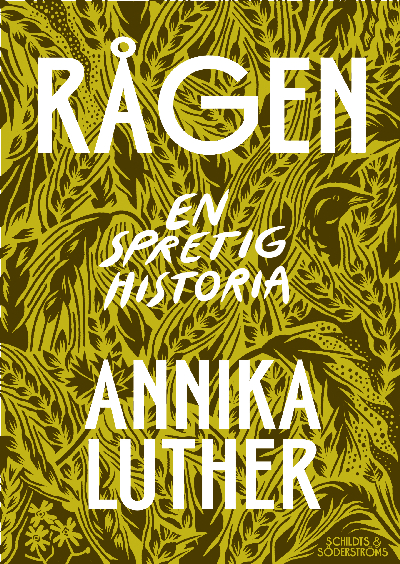 RÅGEN
EN
SPRETIG
HISTORIA
ANNIKA
LUTHER
SCHILDTS &
SÖDERSTRÖMS